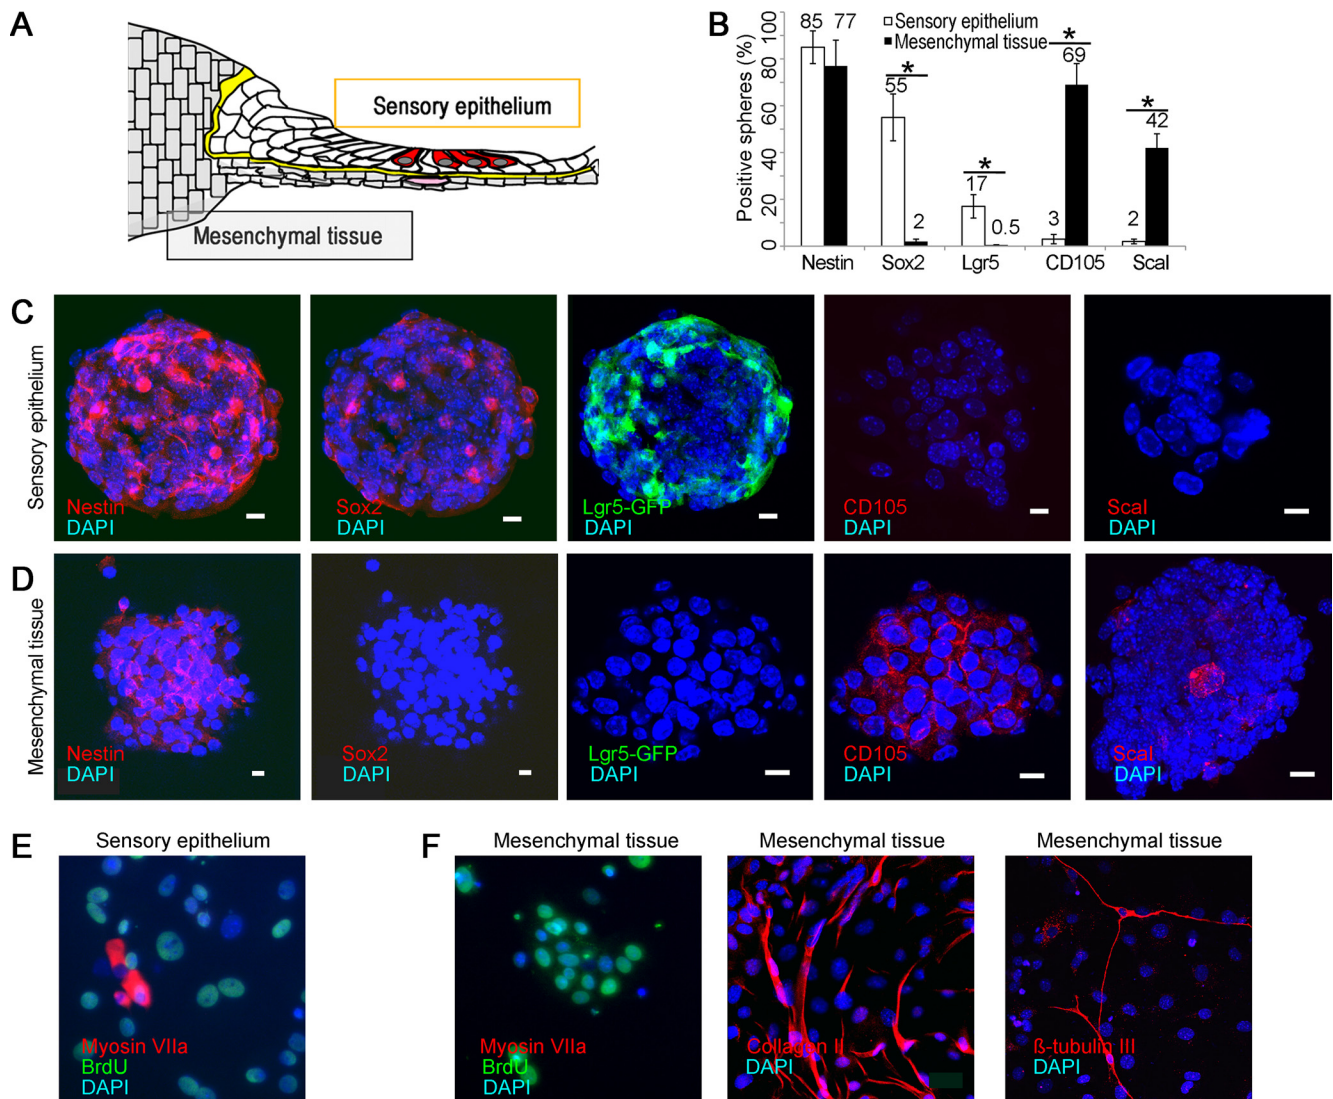 A
Sensory epithelium
Mesenchymal tissue
B
Positive spheres (%)
100
80
60
40
20
0
Sensory epithelium
Mesenchymal tissue
85 77
*
55
2
*
17
0.5
*
3
69
*
2
42
Nestin Sox2 Lgr5 CD105 Scal
C
Sensory epithelium
Nestin
DAPI
Sox2
DAPI
Lgr5-GFP
DAPI
CD105
DAPI
Scal
DAPI
D
Mesenchymal tissue
Nestin
DAPI
Sox2
DAPI
Lgr5-GFP
DAPI
CD105
DAPI
Scal
DAPI
E
Sensory epithelium
Myosin VIIa
BrdU
DAPI
F
Mesenchymal tissue
Myosin VIIa
BrdU
DAPI
Mesenchymal tissue
Collagen II
DAPI
Mesenchymal tissue
ß-tubulin III
DAPI